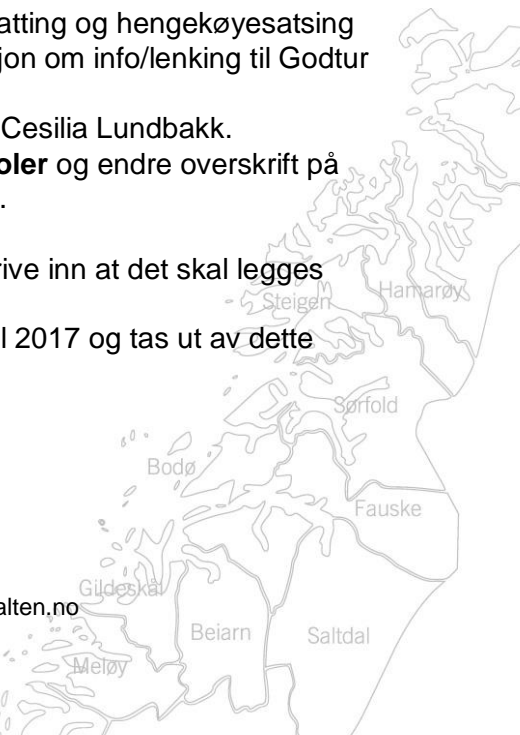 atting og hengekøyesatsing
jon om info/lenking til Godtur
Cesilia Lundbakk.
oler og endre overskrift på
.
rive inn at det skal legges
Steigen
Hamarøy
l 2017 og tas ut av dette
Sørfold
Bodø
Fauske
Gildeskål
alten.no
Beiarn
Saltdal
Meløy